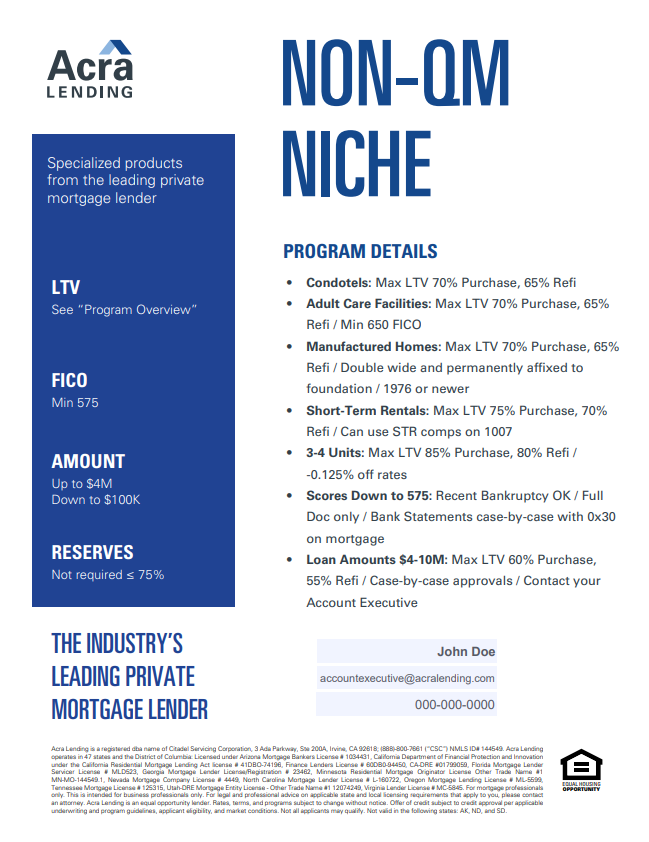 Acra
LENDING
NON-QM
NICHE
Specialized products
from the leading private
mortgage lender
LTV
See “Program Overview”
FICO
Min 575
AMOUNT
Up to $4M
Down to $100K
RESERVES
Not required ≤ 75%
PROGRAM DETAILS
• Condotels: Max LTV 70% Purchase, 65% Refi
• Adult Care Facilities: Max LTV 70% Purchase, 65%
Refi / Min 650 FICO
• Manufactured Homes: Max LTV 70% Purchase, 65%
Refi / Double wide and permanently affixed to
foundation / 1976 or newer
• Short-Term Rentals: Max LTV 75% Purchase, 70%
Refi / Can use STR comps on 1007
• 3-4 Units: Max LTV 85% Purchase, 80% Refi /
-0.125% off rates
• Scores Down to 575: Recent Bankruptcy OK / Full
Doc only / Bank Statements case-by-case with 0x30
on mortgage
• Loan Amounts $4-10M: Max LTV 60% Purchase,
55% Refi / Case-by-case approvals / Contact your
Account Executive
THE INDUSTRY’S
LEADING PRIVATE
MORTGAGE LENDER
John Doe
accountexecutive@acralending.com
000-000-0000
Acra Lending is a registered dba name of Citadel Servicing Corporation, 3 Ada Parkway, Ste 200A, Irvine, CA 92618; (888)-800-7661 (“CSC”) NMLS ID# 144549. Acra Lending
operates in 47 states and the District of Columbia: Licensed under Arizona Mortgage Bankers License # 1034431, California Department of Financial Protection and Innovation
under the California Residential Mortgage Lending Act license # 41DBO-74196, Finance Lenders License # 60DBO-94450, CA-DRE #01799059, Florida Mortgage Lender
Servicer License # MLD523, Georgia Mortgage Lender License/Registration # 23462, Minnesota Residential Mortgage Originator License Other Trade Name #1
MN-MO-144549.1, Nevada Mortgage Company License # 4449, North Carolina Mortgage Lender License # L-160722, Oregon Mortgage Lending License # ML-5599,
Tennessee Mortgage License # 125315, Utah-DRE Mortgage Entity License - Other Trade Name #1 12074249, Virginia Lender License # MC-5845. For mortgage professionals
only. This is intended for business professionals only. For legal and professional advice on applicable state and local licensing requirements that apply to you, please contact
an attorney. Acra Lending is an equal opportunity lender. Rates, terms, and programs subject to change without notice. Offer of credit subject to credit approval per applicable
underwriting and program guidelines, applicant eligibility, and market conditions. Not all applicants may qualify. Not valid in the following states: AK, ND, and SD.
EQUAL HOUSING
OPPORTUNITY